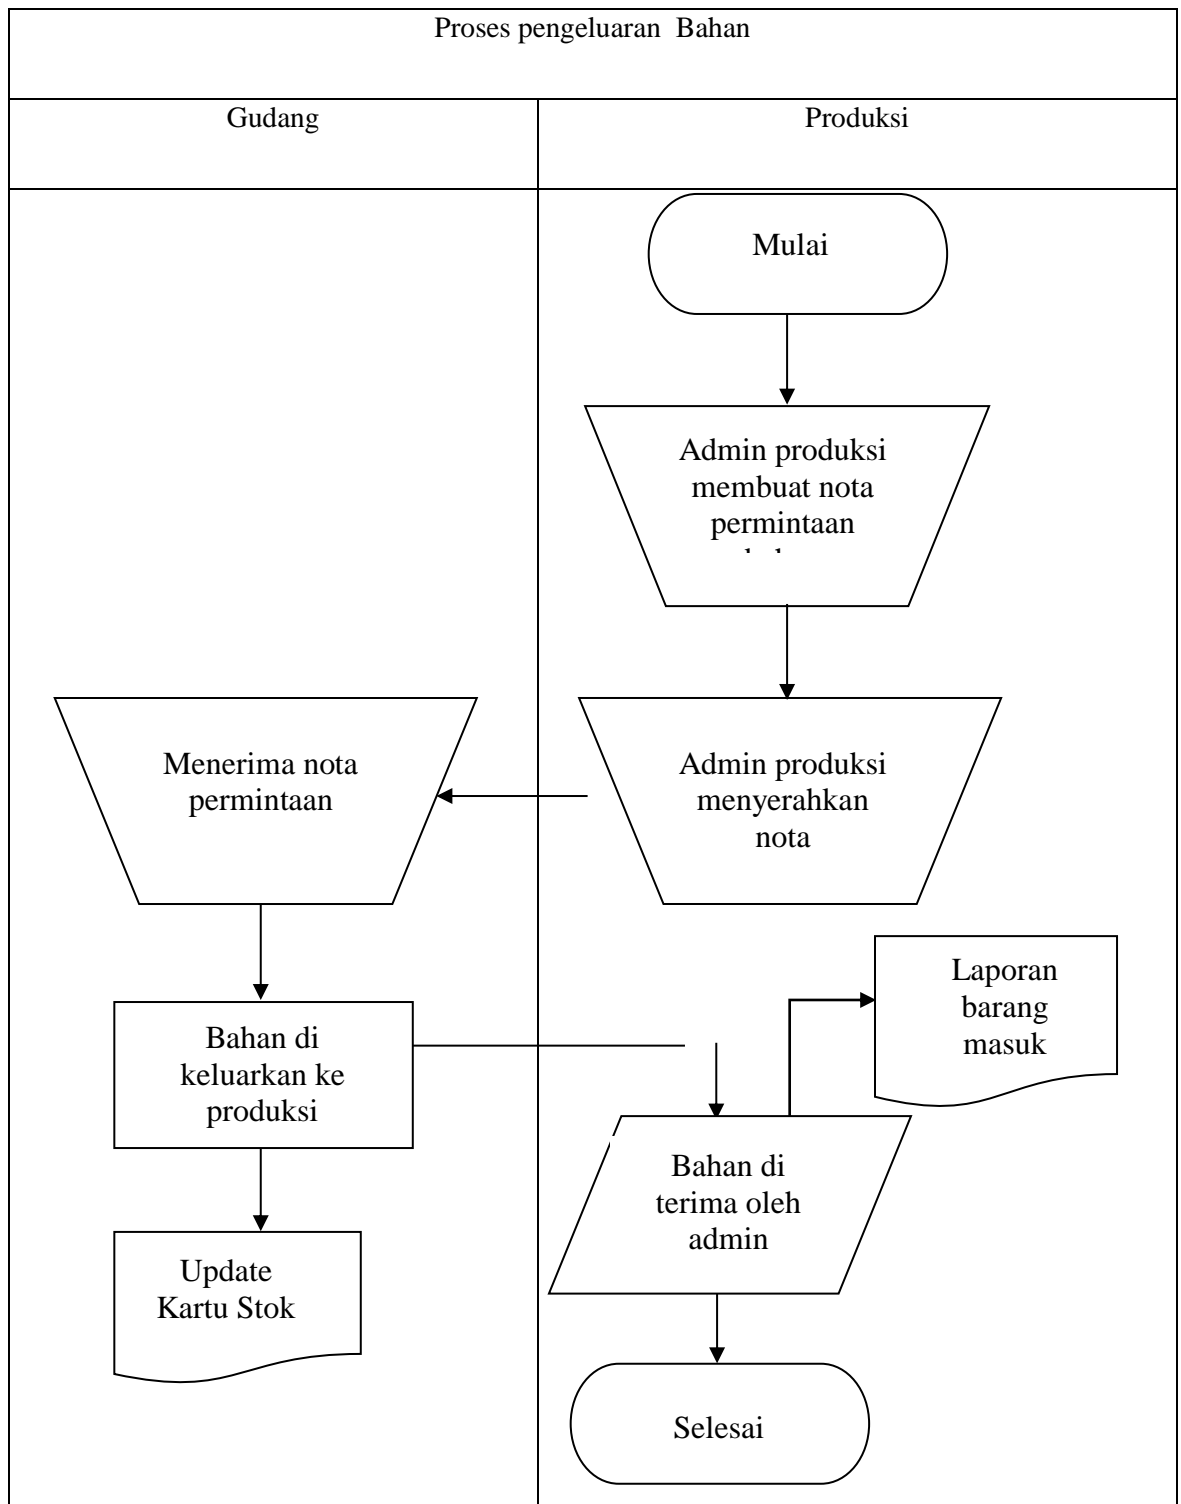 Proses pengeluaran  Bahan
Gudang
Produksi
Mulai
Admin produksi
membuat nota
permintaan
Menerima nota
permintaan
Admin produksi
menyerahkan
nota
Laporan
barang
masuk
Bahan di
keluarkan ke
produksi
Bahan di
terima oleh
admin
Update
Kartu Stok
Selesai